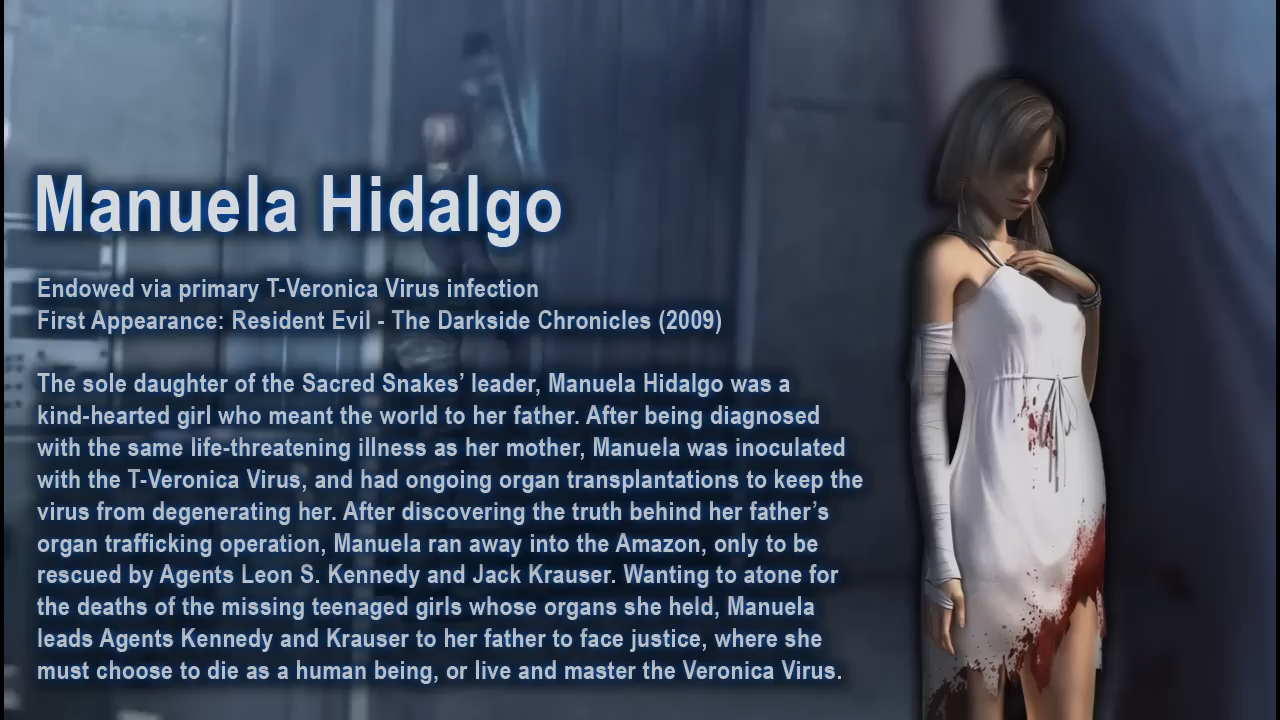 Manuela Hidalgo
Endowed via primary T-Veronica Virus infection
First Appearance: Resident Evil - The Darkside Chronicles (2009)
The sole daughter of the Sacred Snakes’ leader, Manuela Hidalgo was a
kind-hearted girl who meant the world to her father. After being diagnosed
with the same life-threatening illness as her mother, Manuela was inoculated
with the T-Veronica Virus, and had ongoing organ transplantations to keep the
virus from degenerating her. After discovering the truth behind her father’s
organ trafficking operation, Manuela ran away into the Amazon, only to be
rescued by Agents Leon S. Kennedy and Jack Krauser. Wanting to atone for
the deaths of the missing teenaged girls whose organs she held, Manuela
leads Agents Kennedy and Krauser to her father to face justice, where she
must choose to die as a human being, or live and master the Veronica Virus.